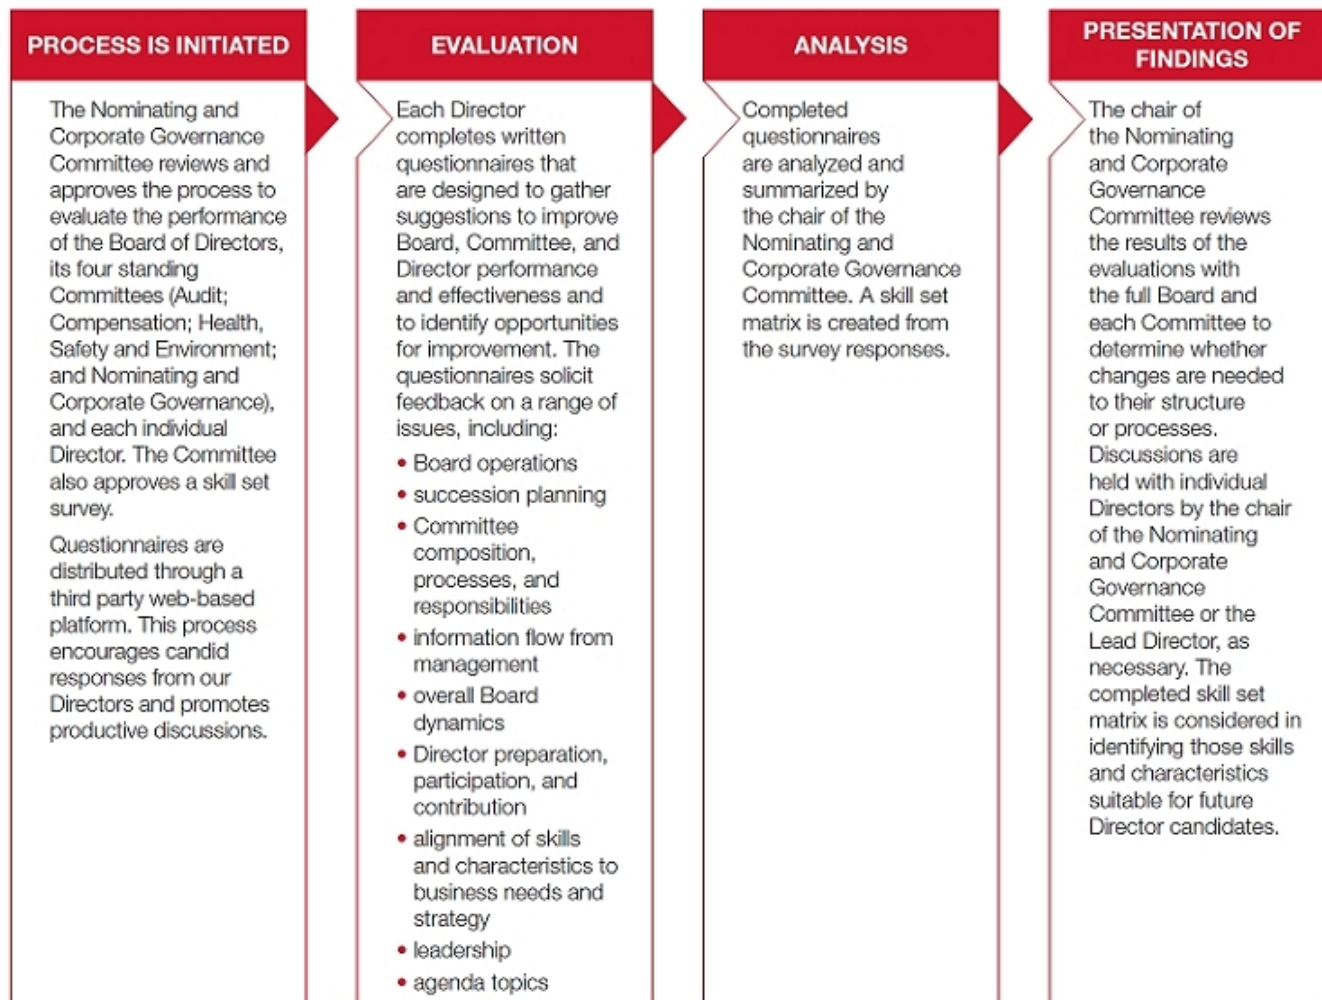 PROCESS IS INITIATED
The Nominating and
Corporate Governance
Committee reviews and
approves the process to
evaluate the performance
of the Board of Directors,
its four standing
Committees (Audit;
Compensation; Health,
Safety and Environment;
and Nominating and
Corporate Governance),
and each individual
Director. The Committee
also approves a skill set
survey.
Questionnaires are
distributed through a
third party web-based
platform. This process
encourages candid
responses from our
Directors and promotes
productive discussions.
EVALUATION
Each Director
completes written
questionnaires that
are designed to gather
suggestions to improve
Board, Committee, and
Director performance
and effectiveness and
to identify opportunities
for improvement. The
questionnaires solicit
feedback on a range of
issues, including:
• Board operations
• succession planning
• Committee
composition,
processes, and
responsibilities
• information flow from
management
• overall Board
dynamics
• Director preparation,
participation, and
contribution
• alignment of skills
and characteristics to
business needs and
strategy
• leadership
• agenda topics
ANALYSIS
Completed
questionnaires
are analyzed and
summarized by
the chair of the
Nominating and
Corporate Governance
Committee. A skill set
matrix is created from
the survey responses.
PRESENTATION OF
FINDINGS
The chair of
the Nominating
and Corporate
Governance
Committee reviews
the results of the
evaluations with
the full Board and
each Committee to
determine whether
changes are needed
to their structure
or processes.
Discussions are
held with individual
Directors by the chair
of the Nominating
and Corporate
Governance
Committee or the
Lead Director, as
necessary. The
completed skill set
matrix is considered in
identifying those skills
and characteristics
suitable for future
Director candidates.